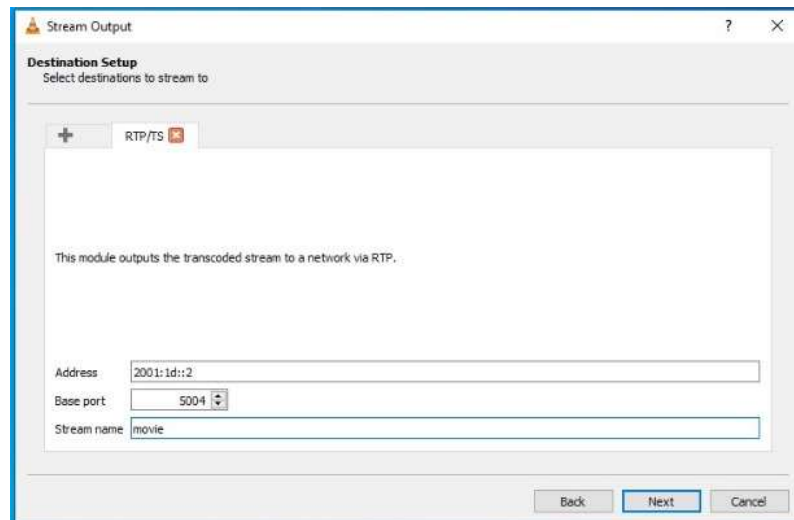 Stream Output
?
Destination Setup
Select destinations to stream to
RTP/TS
This module outputs the transcoded stream to a network via RTP.
Address 2001:1d::2
Base port 5004
Stream name movie
Back Next Cancel